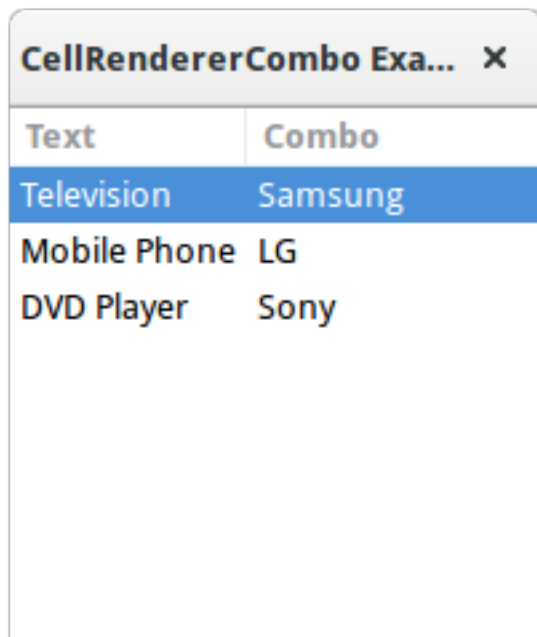 CellRendererCombo Exa...
Text Combo
Television Samsung
Mobile Phone LG
DVD Player Sony